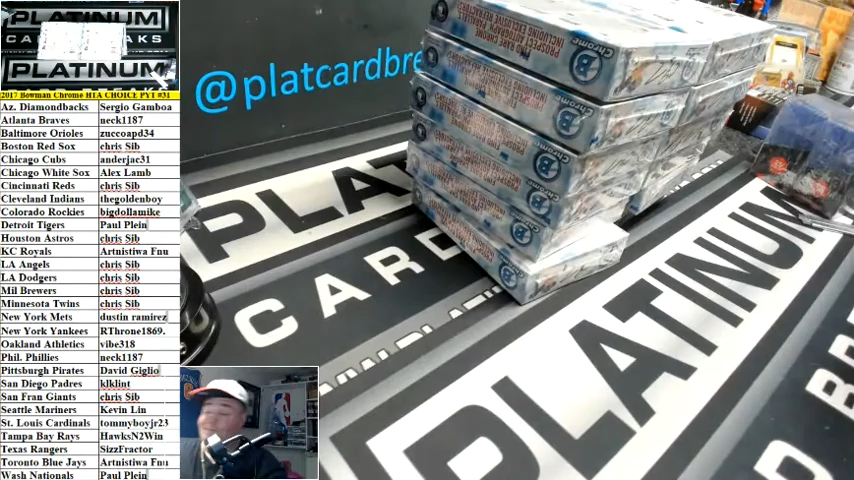 PLATINUM
CA
AKS
PLATINUM
2017 Bowman Chrome HTA CHOICE PYT #31
Az. Diamondbacks Sergio Gamboa
Atlanta Braves neck1187
Baltimore Orioles zuccoapd34
Boston Red Sox chris Sib
Chicago Cubs anderjac31
Chicago White Sox Alex Lamb
Cincinnati Reds chris Sib
Cleveland Indians thegoldenboy
Colorado Rockies bigdollamike
Detroit Tigers Paul Plein
Houston Astros chris Sib
KC Royals Artnistiwa Fnu
LA Angels chris Sib
LA Dodgers chris Sib
Mil Brewers chris Sib
Minnesota Twins chris Sib
New York Mets dustin ramirez
New York Yankees RThrone1869.
Oakland Athletics vibe318
Phil. Phillies neck1187
Pittsburgh Pirates David Giglio
San Diego Padres klklint
San Fran Giants chris Sib
Seattle Mariners Kevin Lin
St. Louis Cardinals tommyboyjr23
Tampa Bay Rays HawksN2Win
Texas Rangers SizzFractor
Toronto Blue Jays Artnistiwa Fnu
Wash Nationals Paul Plein
@platcardbre
Chrome
PLAT
CARD
PLATINUM
PLATINUM
BR
D